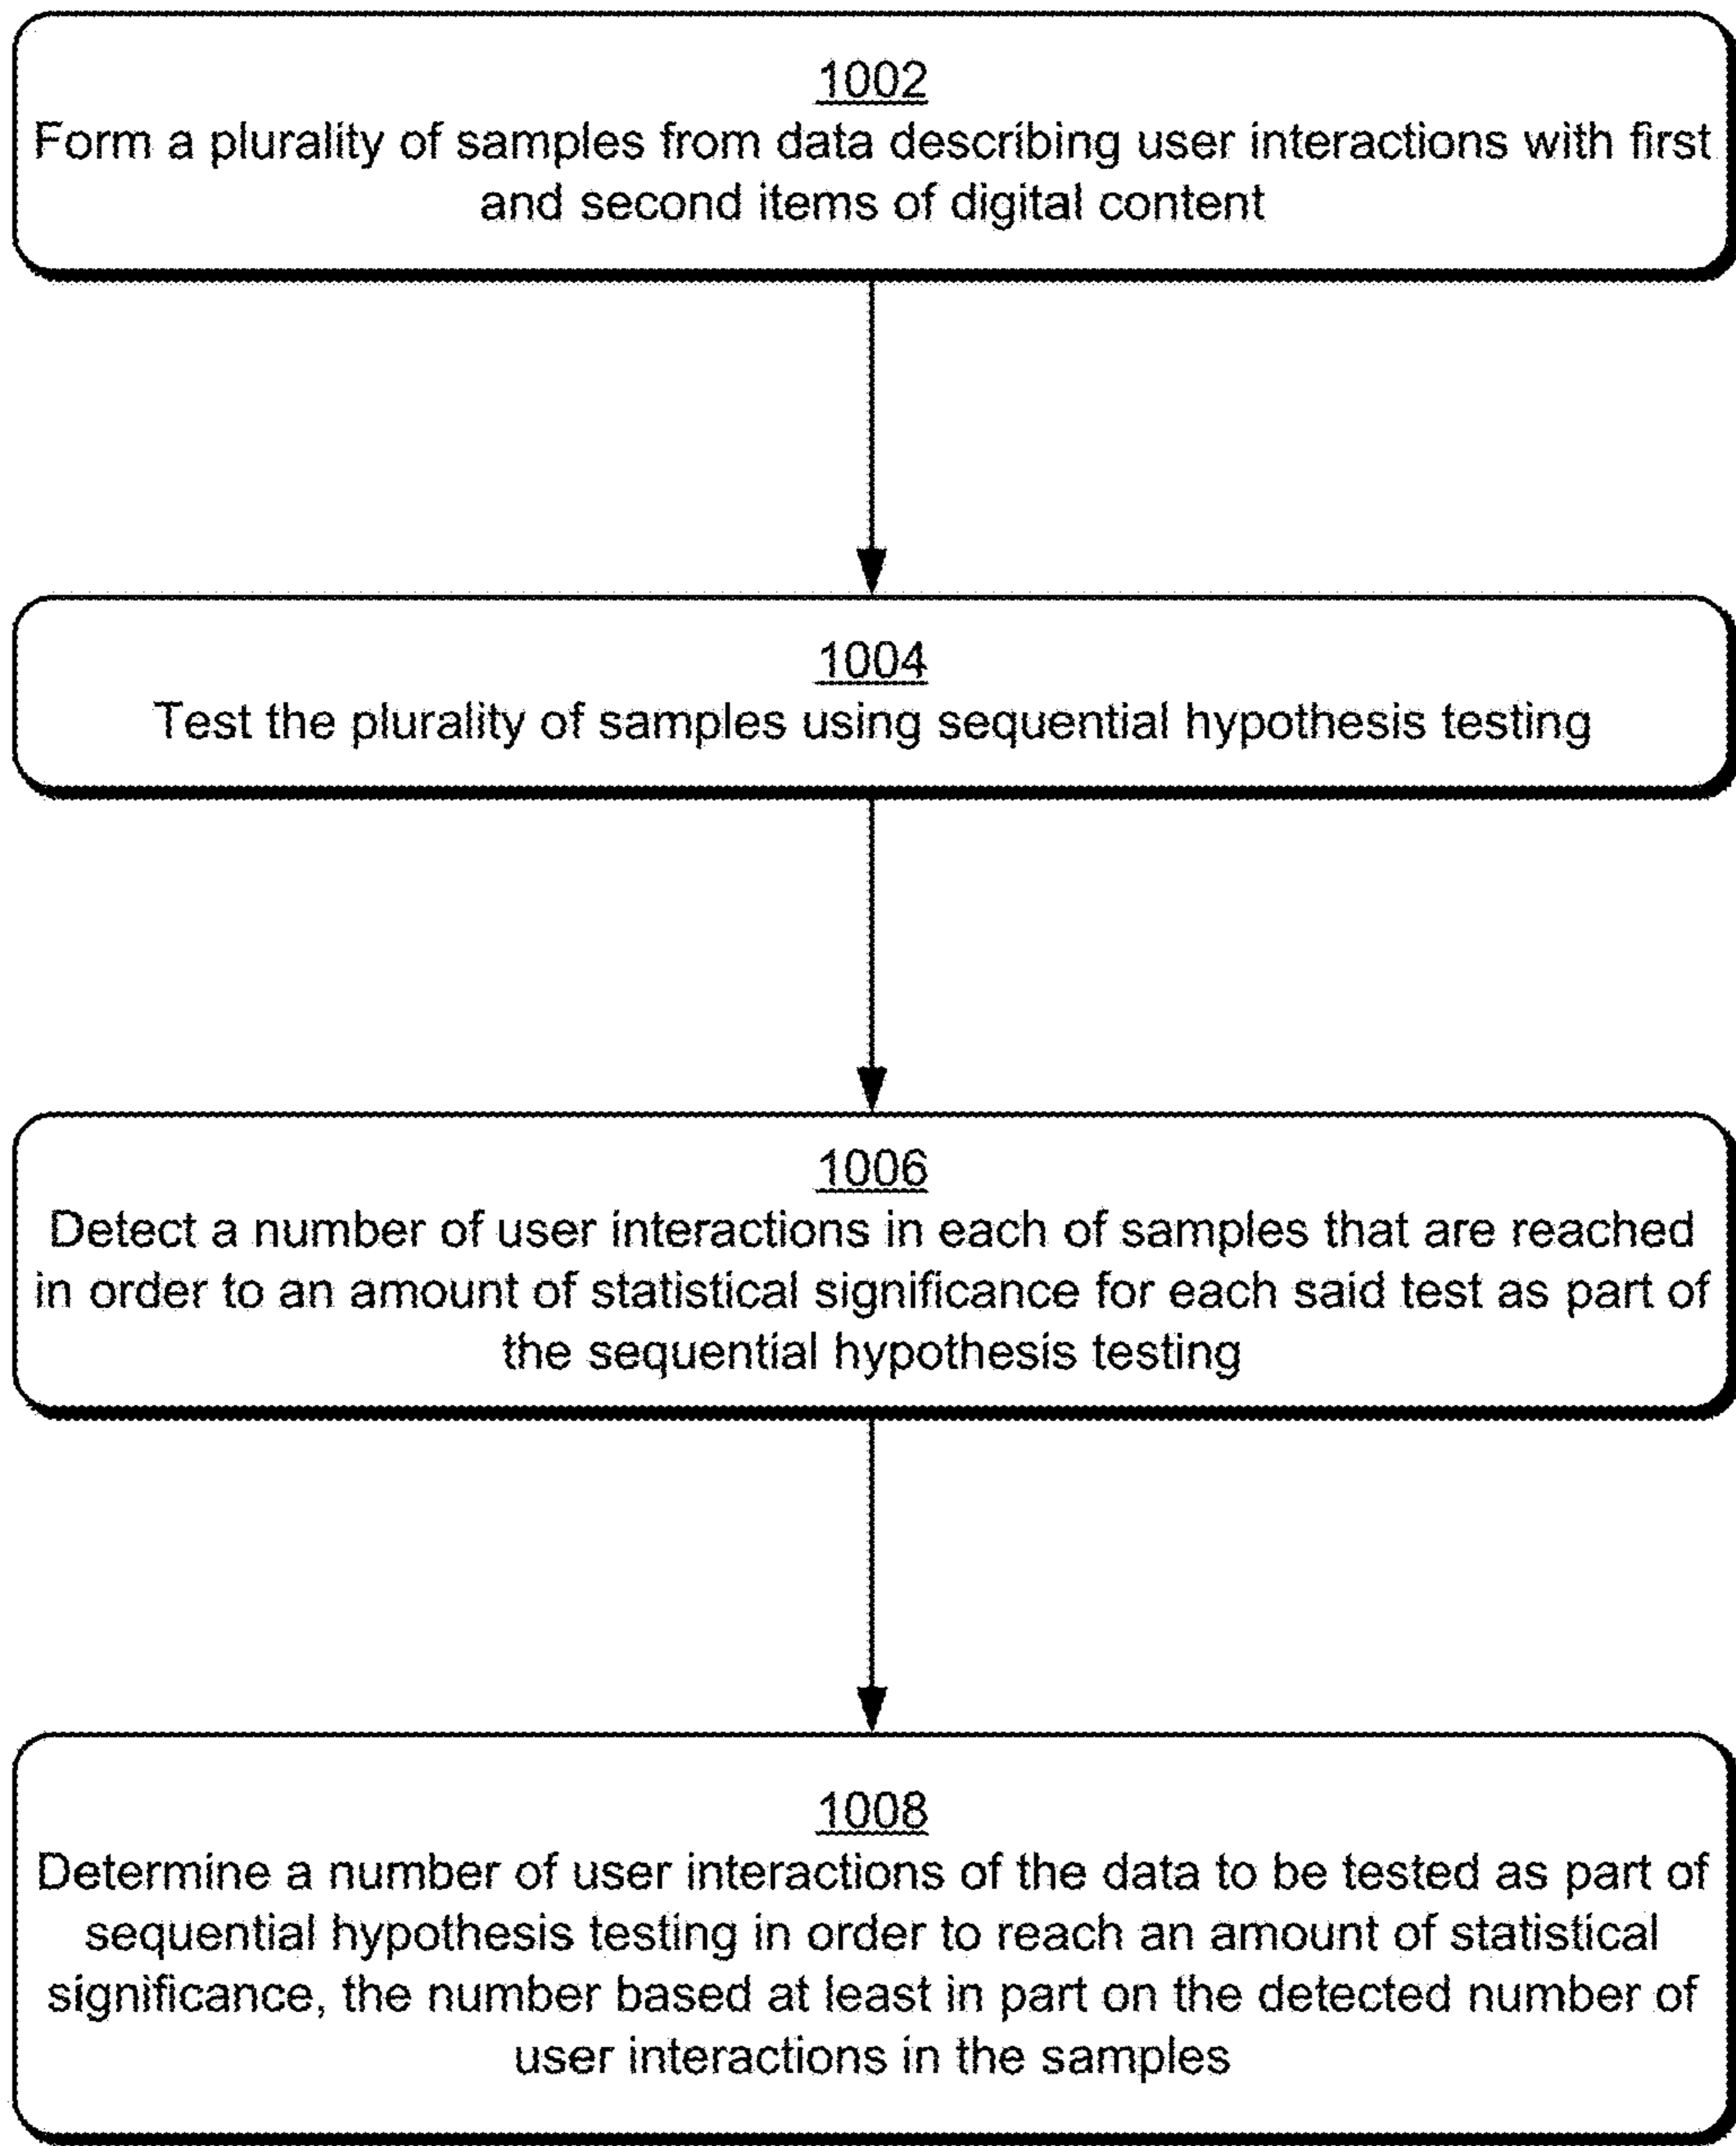 1002
Form a plurality of samples from data describing user interactions with first
and second items of digital content
1004
Test the plurality of samples using sequential hypothesis testing
1006
Detect a number of user interactions in each of samples that are reached
in order to an amount of statistical significance for each said test as part of
the sequential hypothesis testing
1008
Determine a number of user interactions of the data to be tested as part of
sequential hypothesis testing in order to reach an amount of statistical
significance, the number based at least in part on the detected number of
user interactions in the samples